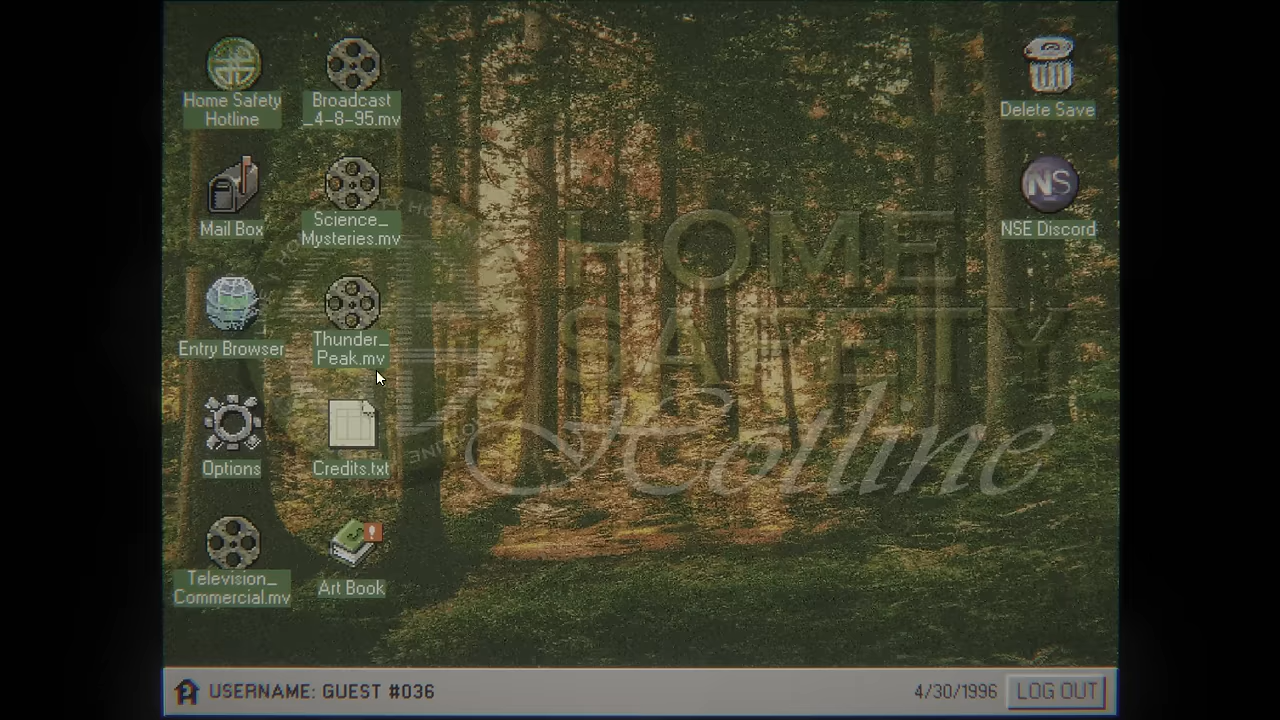 Home Safety
Hotline
Broadcast
_4-8-95.mv
Delete Save
Mail Box
Science_
Mysteries.mv
NSE Discord
NS
HOME
SAFETY
Hotline
Entry Browser
Thunder_
Peak.mv
Options
Credits.txt
Television_
Commercial.mv
Art Book
USERNAME: GUEST #036
4/30/1996
LOG OUT